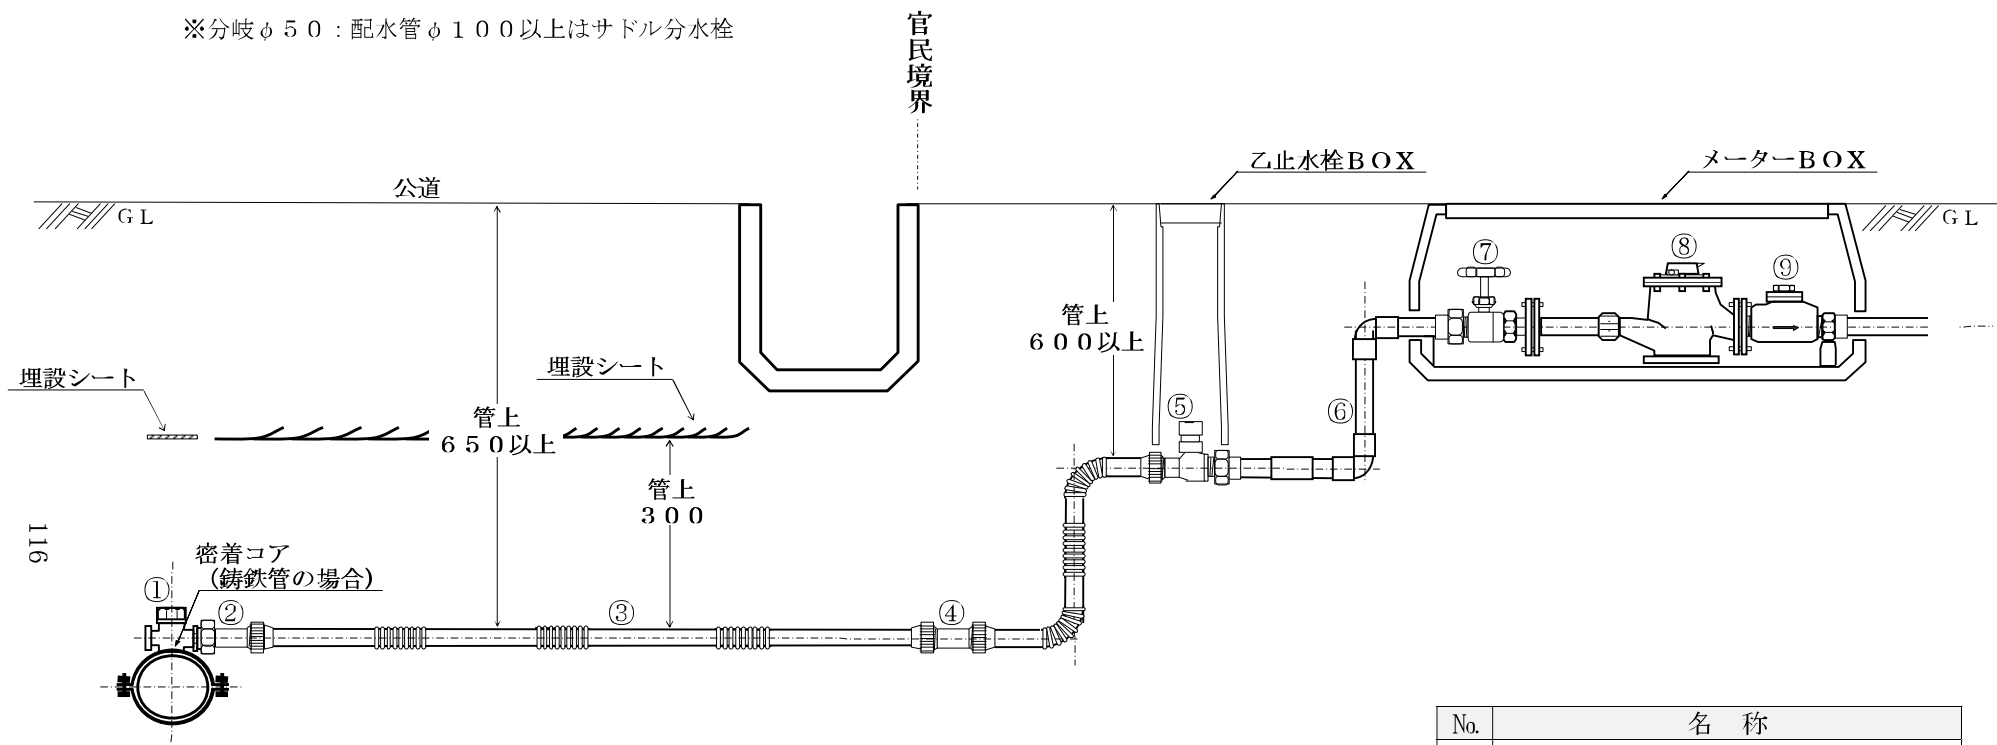 ※分岐φ５０：配水管φ１００以上はサドル分水栓
官民境界
公道
乙止水栓ＢＯＸ
メーターＢＯＸ
ＧＬ
ＧＬ
⑦
⑧
⑨
管上
６００以上
埋設シート
埋設シート
管上
６５０以上
⑤
⑥
管上
３００
116
密着コア
（鋳鉄管の場合）
①
②
③
④
No.
名　称